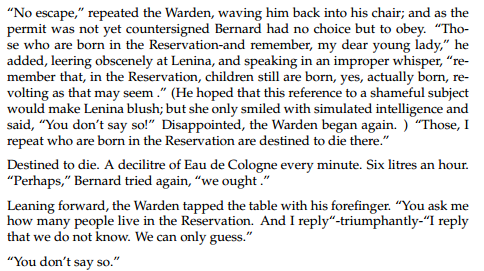 “No escape,” repeated the Warden, waving him back into his chair; and as the
permit was not yet countersigned Bernard had no choice but to obey. “Tho-
se who are born in the Reservation-and remember, my dear young lady,” he
added, leering obscenely at Lenina, and speaking in an improper whisper, “re-
member that, in the Reservation, children still are born, yes, actually born, re-
volting as that may seem .” (He hoped that this reference to a shameful subject
would make Lenina blush; but she only smiled with simulated intelligence and
said, “You don’t say so!” Disappointed, the Warden began again. ) “Those, I
repeat who are born in the Reservation are destined to die there.”
Destined to die. A decilitre of Eau de Cologne every minute. Six litres an hour.
“Perhaps,” Bernard tried again, “we ought .”
Leaning forward, the Warden tapped the table with his forefinger. “You ask me
how many people live in the Reservation. And I reply“-triumphantly-“I reply
that we do not know. We can only guess.”
“You don’t say so.”